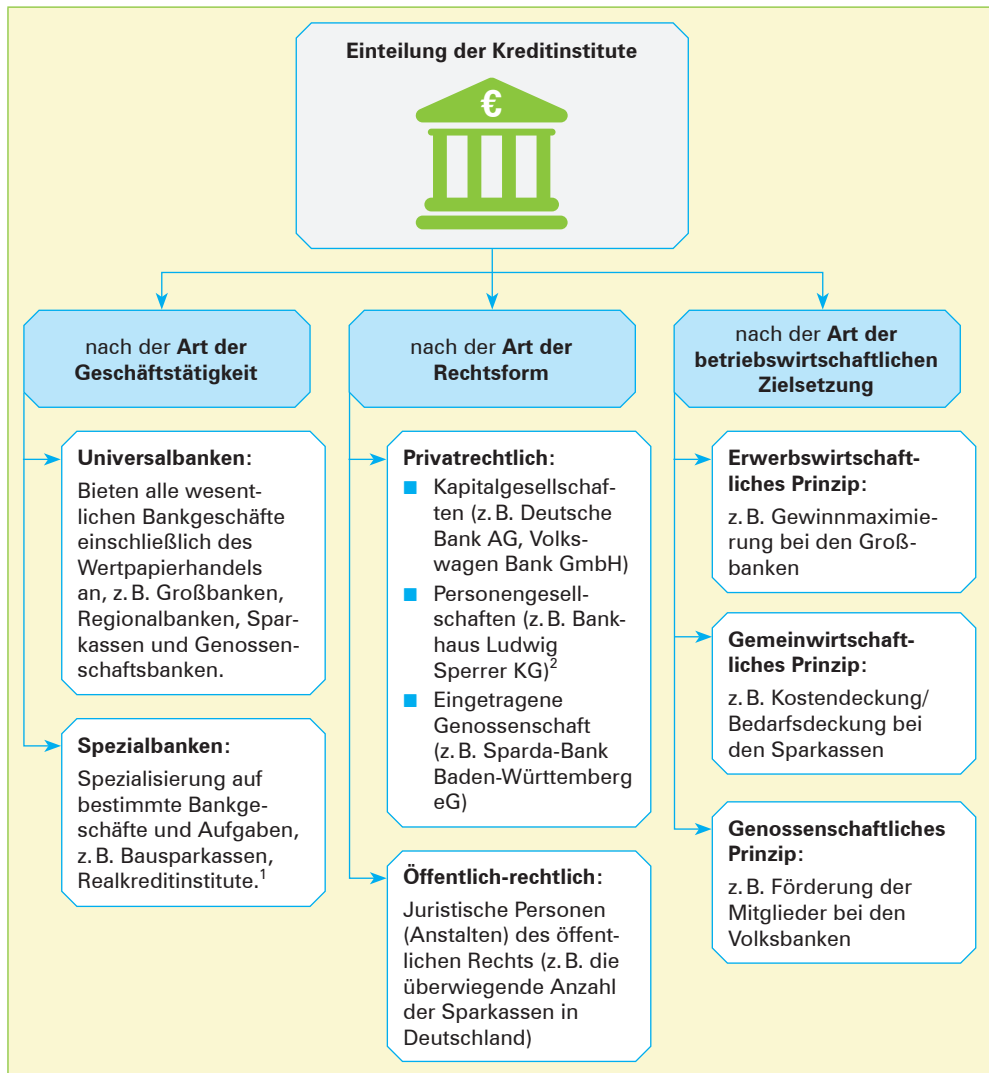 Einteilung der Kreditinstitute
€
nach der Art der
Geschäftstätigkeit
Universalbanken:
Bieten alle wesent-
lichen Bankgeschäfte
einschließlich des
Wertpapierhandels
an, z. B. Großbanken,
Regionalbanken, Spar-
kassen und Genossen-
schaftsbanken.
Spezialbanken:
Spezialisierung auf
bestimmte Bankge-
schäfte und Aufgaben,
z. B. Bausparkassen,
Realkreditinstitute.¹
nach der Art der
Rechtsform
Privatrechtlich:
■ Kapitalgesellschaf-
ten (z. B. Deutsche
Bank AG, Volks-
wagen Bank GmbH)
■ Personengesell-
schaften (z. B. Bank-
haus Ludwig
Sperrer KG)²
■ Eingetragene
Genossenschaft
(z. B. Sparda-Bank
Baden-Württemberg
eG)
Öffentlich-rechtlich:
Juristische Personen
(Anstalten) des öffent-
lichen Rechts (z. B. die
überwiegende Anzahl
der Sparkassen in
Deutschland)
nach der Art der
betriebswirtschaftlichen
Zielsetzung
Erwerbswirtschaft-
liches Prinzip:
z. B. Gewinnmaximie-
rung bei den Groß-
banken
Gemeinwirtschaft-
liches Prinzip:
z. B. Kostendeckung/
Bedarfsdeckung bei
den Sparkassen
Genossenschaftliches
Prinzip:
z. B. Förderung der
Mitglieder bei den
Volksbanken